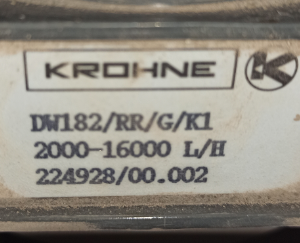 KROHNE K
DW182/RR/G/K1
2000-16000 L/H
224928/00.002